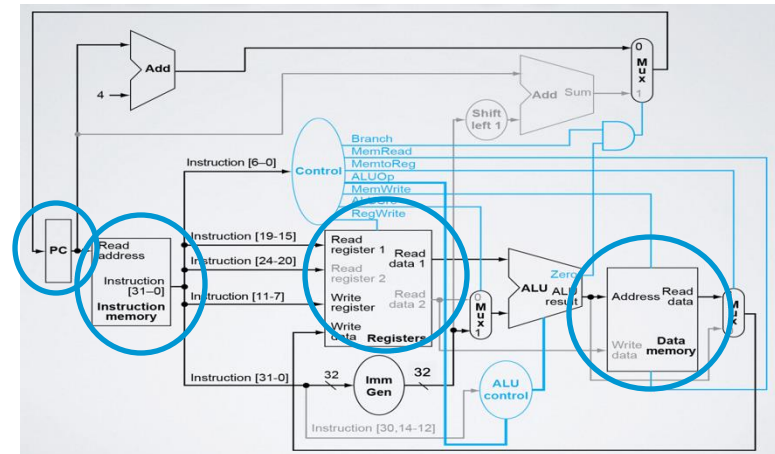 0
Mux
1
Add
4
Add Sum
Shift
left 1
Branch
MemRead
MemtoReg
ALUOp
MemWrite
RegWrite
Control
Instruction [6–0]
PC
Read
address
Instruction
[31–0]
Instruction
memory
Instruction [19-15]
Instruction [24-20]
Instruction [11-7]
Instruction [31-0]
Read
register 1
Read
data 1
Read
register 2
Write
register
Read
data 2
Write
data
Registers
0
Mux
1
Zero
ALU
ALU
result
Address
Read
data
Write
data
Data
memory
Mux
32
Imm
Gen
32
ALU
control
Instruction [30,14-12]